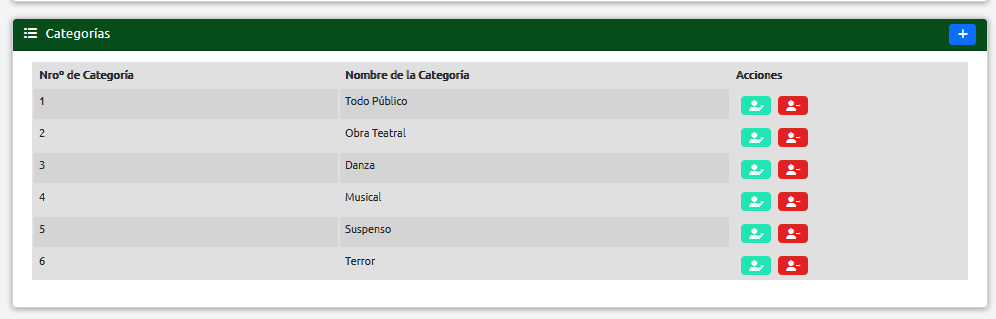 Categorías
Nroº de Categoría Nombre de la Categoría Acciones
1 Todo Público
2 Obra Teatral
3 Danza
4 Musical
5 Suspenso
6 Terror